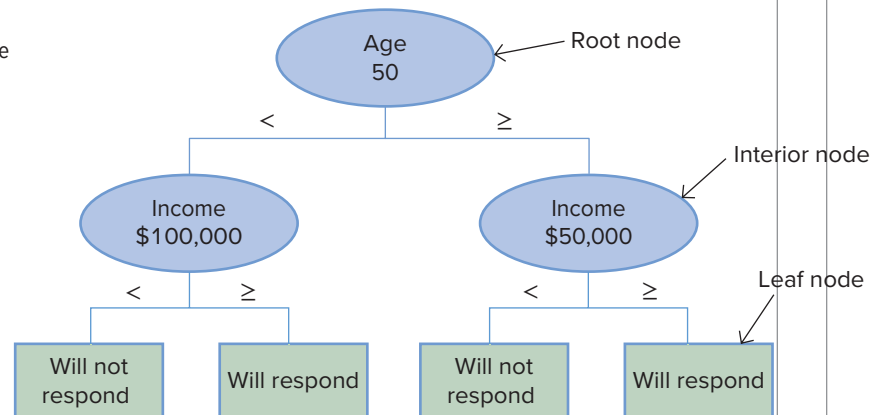 e
Age
50
Root node
< ≥
Interior node
Income
$100,000
Income
$50,000
< ≥
< ≥
Leaf node
Will not
respond
Will respond
Will not
respond
Will respond